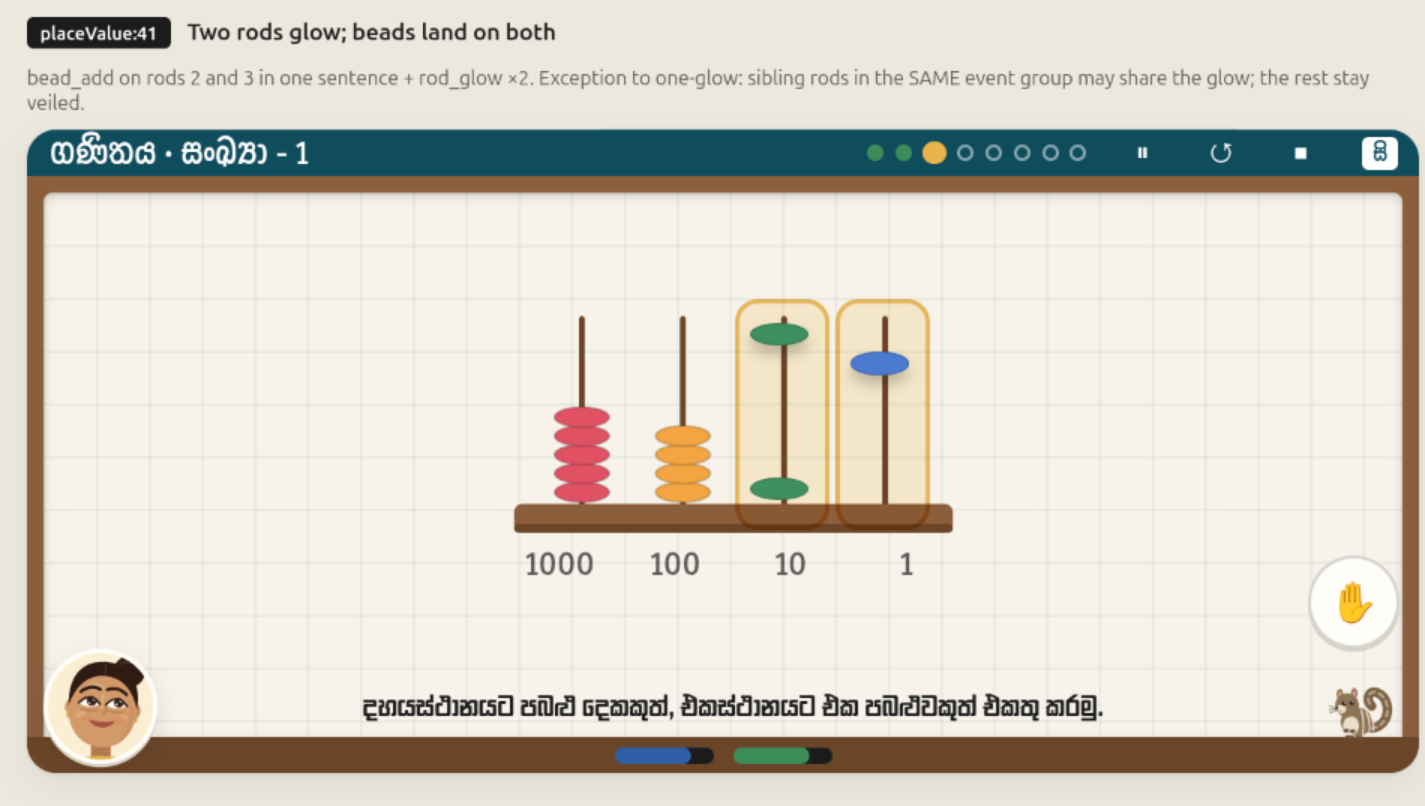 placeValue:41 Two rods glow; beads land on both
bead_add on rods 2 and 3 in one sentence + rod_glow ×2. Exception to one-glow: sibling rods in the SAME event group may share the glow; the rest stay
veiled.
ගණිතය · සංඛ්‍යා - 1
සි
1000 100 10 1
දහයස්ථානයට පබළු දෙකකුත්, එකස්ථානයට එක පබළුවකුත් එකතු කරමු.